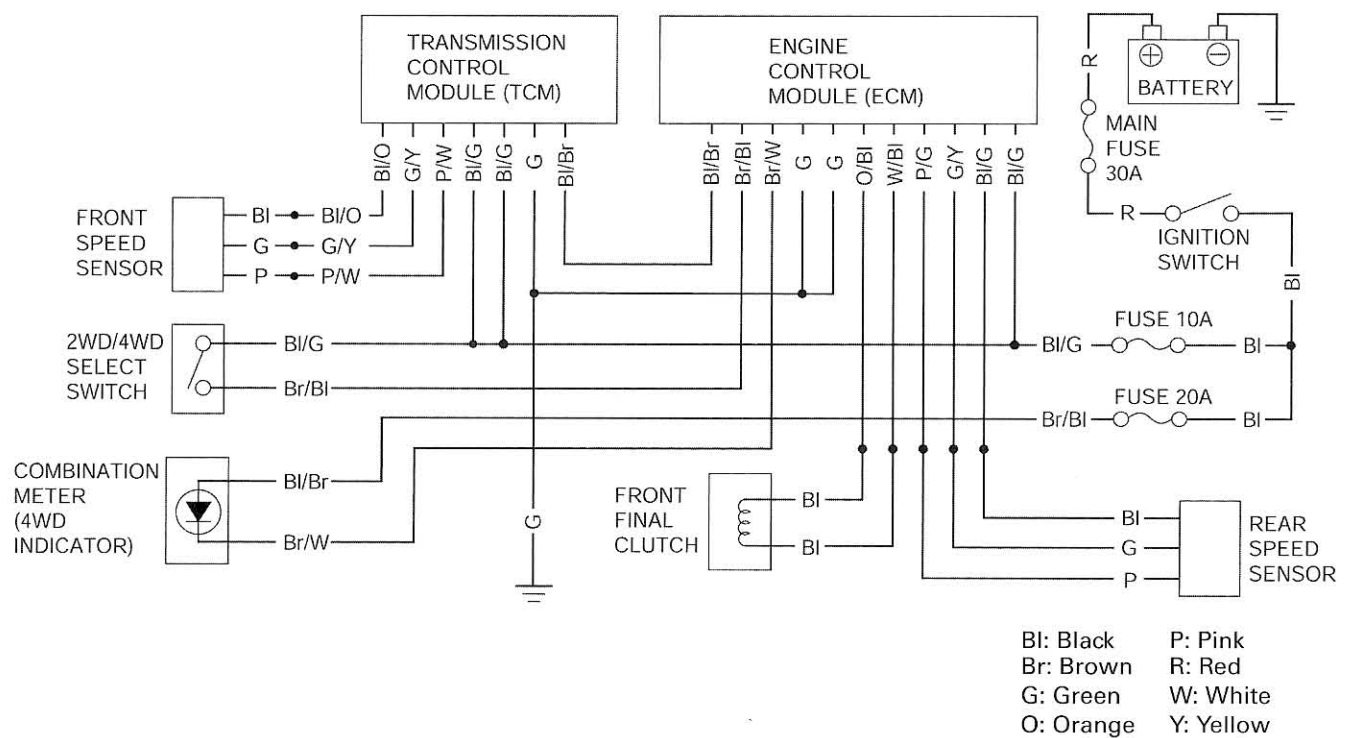 TRANSMISSION
CONTROL
MODULE (TCM)
ENGINE
CONTROL
MODULE (ECM)
R
BATTERY
MAIN
FUSE
30A
Bl/O
G/Y
P/W
Bl/G
Bl/G
G
Bl/Br
Bl/Br
Br/Bl
Br/W
G
G
O/Bl
W/Bl
P/G
G/Y
Bl/G
Bl/G
R
IGNITION
SWITCH
Bl
FRONT
SPEED
SENSOR
Bl Bl/O
G G/Y
P P/W
2WD/4WD
SELECT
SWITCH
Bl/G
Br/Bl
Bl/G FUSE 10A Bl
Br/Bl FUSE 20A Bl
COMBINATION
METER
(4WD
INDICATOR)
Bl/Br
Br/W
G
FRONT
FINAL
CLUTCH
Bl
Bl
Bl
G
P
REAR
SPEED
SENSOR
Bl: Black P: Pink
Br: Brown R: Red
G: Green W: White
O: Orange Y: Yellow